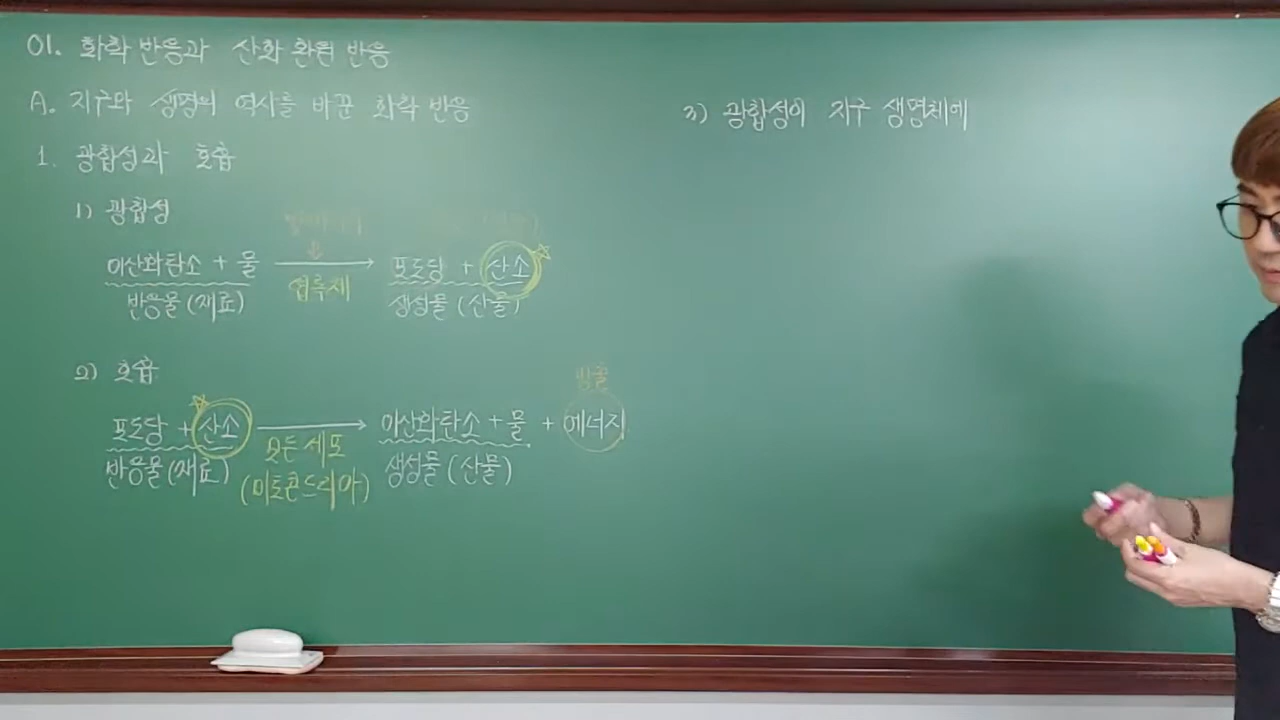 01. 화학 반응과 산화 환원 반응
A. 지구와 생명의 역사를 바꾼 화학 반응
1. 광합성과 호흡
1) 광합성
이산화탄소 + 물 → 포도당 + 산소
엽록체
반응물 (재료) 생성물 (산물)
2) 호흡
방출
포도당 + 산소 → 이산화탄소 + 물 + 에너지
모든 세포
반응물 (재료) 생성물 (산물)
(미토콘드리아)
3) 광합성이 지구 생명체에